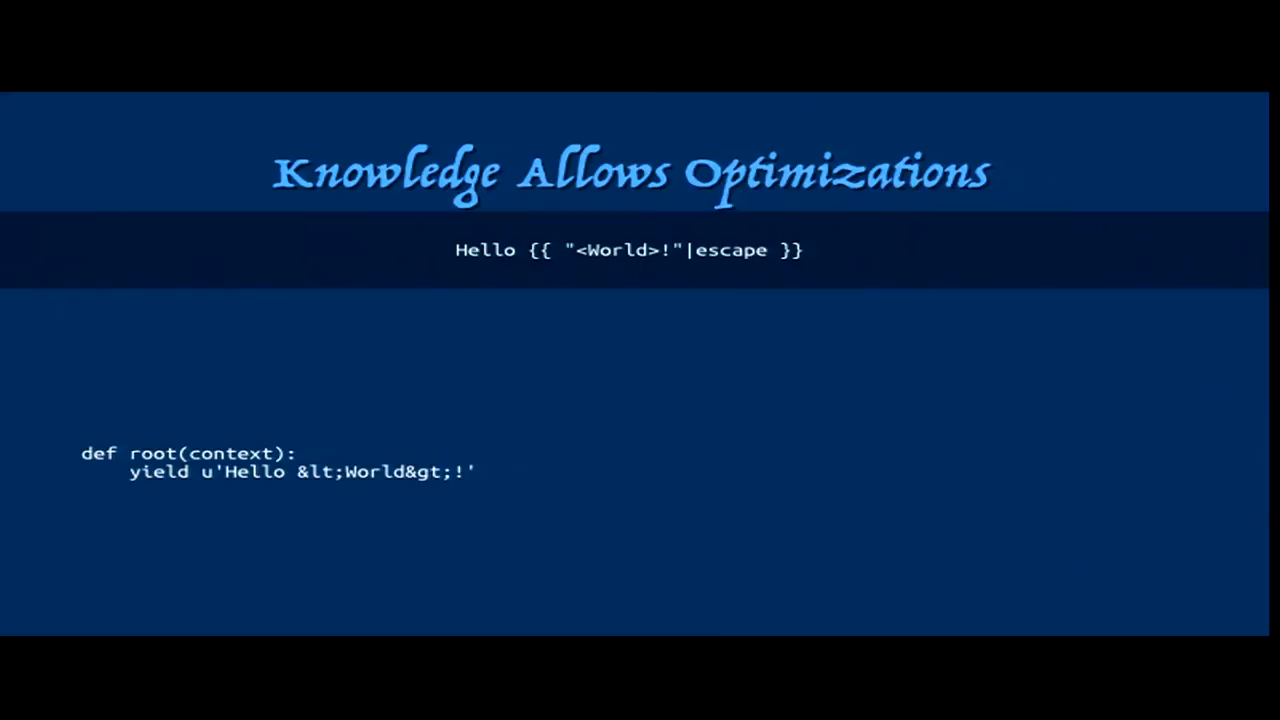 Knowledge Allows Optimizations
Hello {{ "<World>!"|escape }}
def root(context):
    yield u'Hello &lt;World&gt;!'